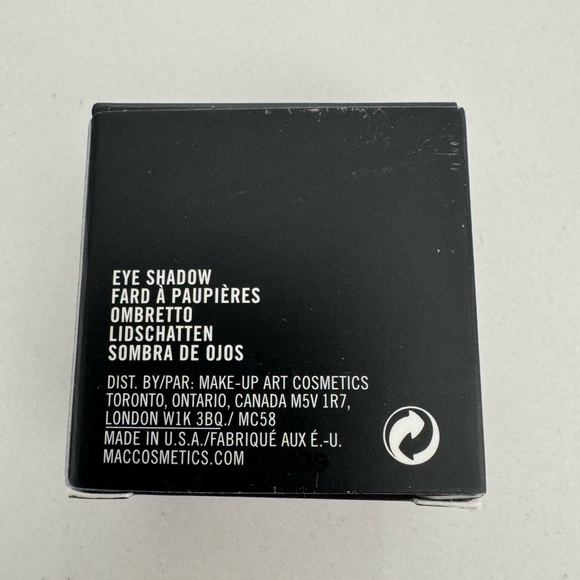 EYE SHADOW
FARD À PAUPIÈRES
OMBRETTO
LIDSCHATTEN
SOMBRA DE OJOS
DIST. BY/PAR: MAKE-UP ART COSMETICS
TORONTO, ONTARIO, CANADA M5V 1R7,
LONDON W1K 3BQ./ MC58
MADE IN U.S.A./FABRIQUÉ AUX É.-U.
MACCOSMETICS.COM